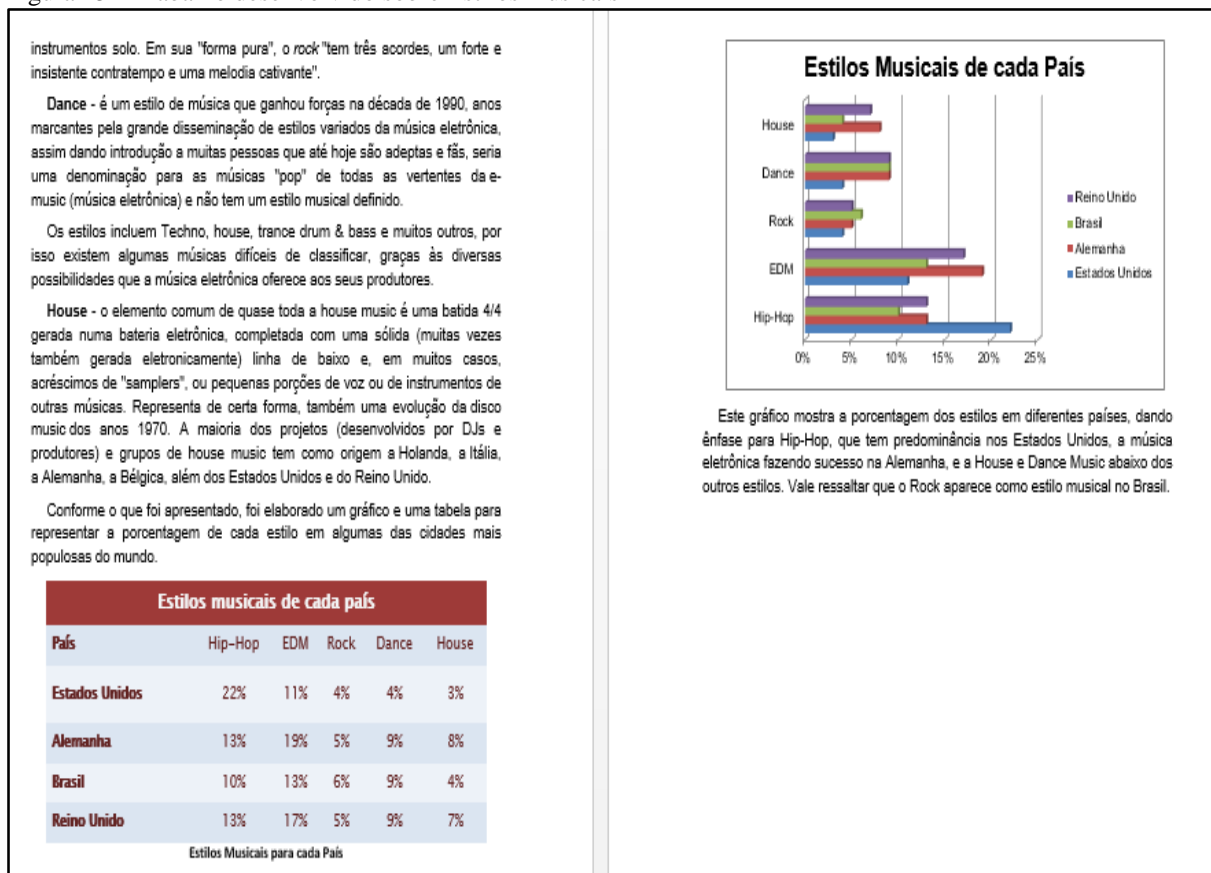 instrumentos solo. Em sua "forma pura", o rock "tem três acordes, um forte e
insistente contratempo e uma melodia cativante".
Dance - é um estilo de música que ganhou forças na década de 1990, anos
marcantes pela grande disseminação de estilos variados da música eletrônica,
assim dando introdução a muitas pessoas que até hoje são adeptas e fãs, seria
uma denominação para as músicas "pop" de todas as vertentes da e-
music (música eletrônica) e não tem um estilo musical definido.
Os estilos incluem Techno, house, trance drum & bass e muitos outros, por
isso existem algumas músicas difíceis de classificar, graças às diversas
possibilidades que a música eletrônica oferece aos seus produtores.
House - o elemento comum de quase toda a house music é uma batida 4/4
gerada numa bateria eletrônica, completada com uma sólida (muitas vezes
também gerada eletronicamente) linha de baixo e, em muitos casos,
acréscimos de "samplers", ou pequenas porções de voz ou de instrumentos de
outras músicas. Representa de certa forma, também uma evolução da disco
music dos anos 1970. A maioria dos projetos (desenvolvidos por DJs e
produtores) e grupos de house music tem como origem a Holanda, a Itália,
a Alemanha, a Bélgica, além dos Estados Unidos e do Reino Unido.
Conforme o que foi apresentado, foi elaborado um gráfico e uma tabela para
representar a porcentagem de cada estilo em algumas das cidades mais
populosas do mundo.
Estilos musicais de cada país
País Hip-Hop EDM Rock Dance House
Estados Unidos 22% 11% 4% 4% 3%
Alemanha 13% 19% 5% 9% 8%
Brasil 10% 13% 6% 9% 4%
Reino Unido 13% 17% 5% 9% 7%
Estilos Musicais para cada País
Estilos Musicais de cada País
House
Dance
Rock
EDM
Hip-Hop
0% 5% 10% 15% 20% 25%
Reino Unido
Brasil
Alemanha
Estados Unidos
Este gráfico mostra a porcentagem dos estilos em diferentes países, dando
ênfase para Hip-Hop, que tem predominância nos Estados Unidos, a música
eletrônica fazendo sucesso na Alemanha, e a House e Dance Music abaixo dos
outros estilos. Vale ressaltar que o Rock aparece como estilo musical no Brasil.